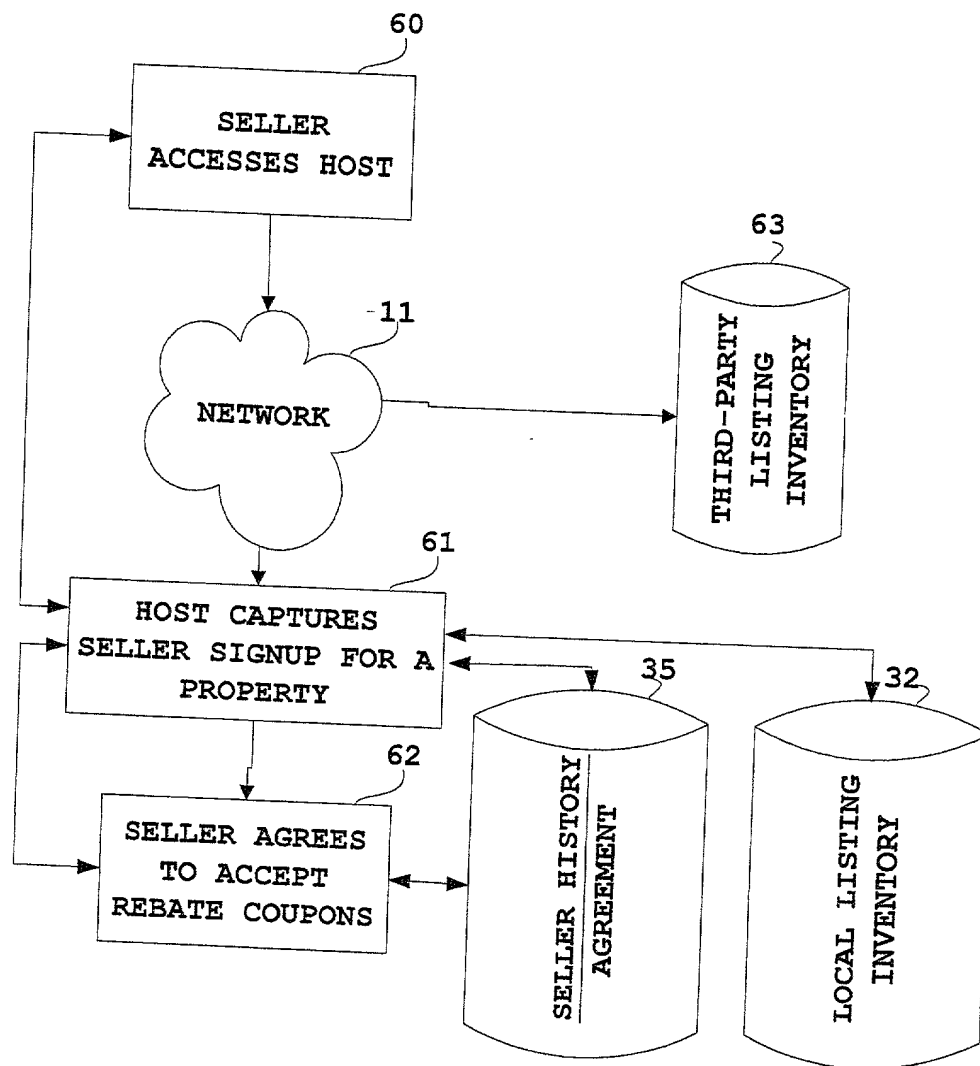 60
SELLER
ACCESSES HOST
63
11
THIRD-PARTY
LISTING
INVENTORY
NETWORK
61
HOST CAPTURES
SELLER SIGNUP FOR A
PROPERTY
35
32
62
SELLER AGREES
TO ACCEPT
REBATE COUPONS
SELLER HISTORY
AGREEMENT
LOCAL LISTING
INVENTORY